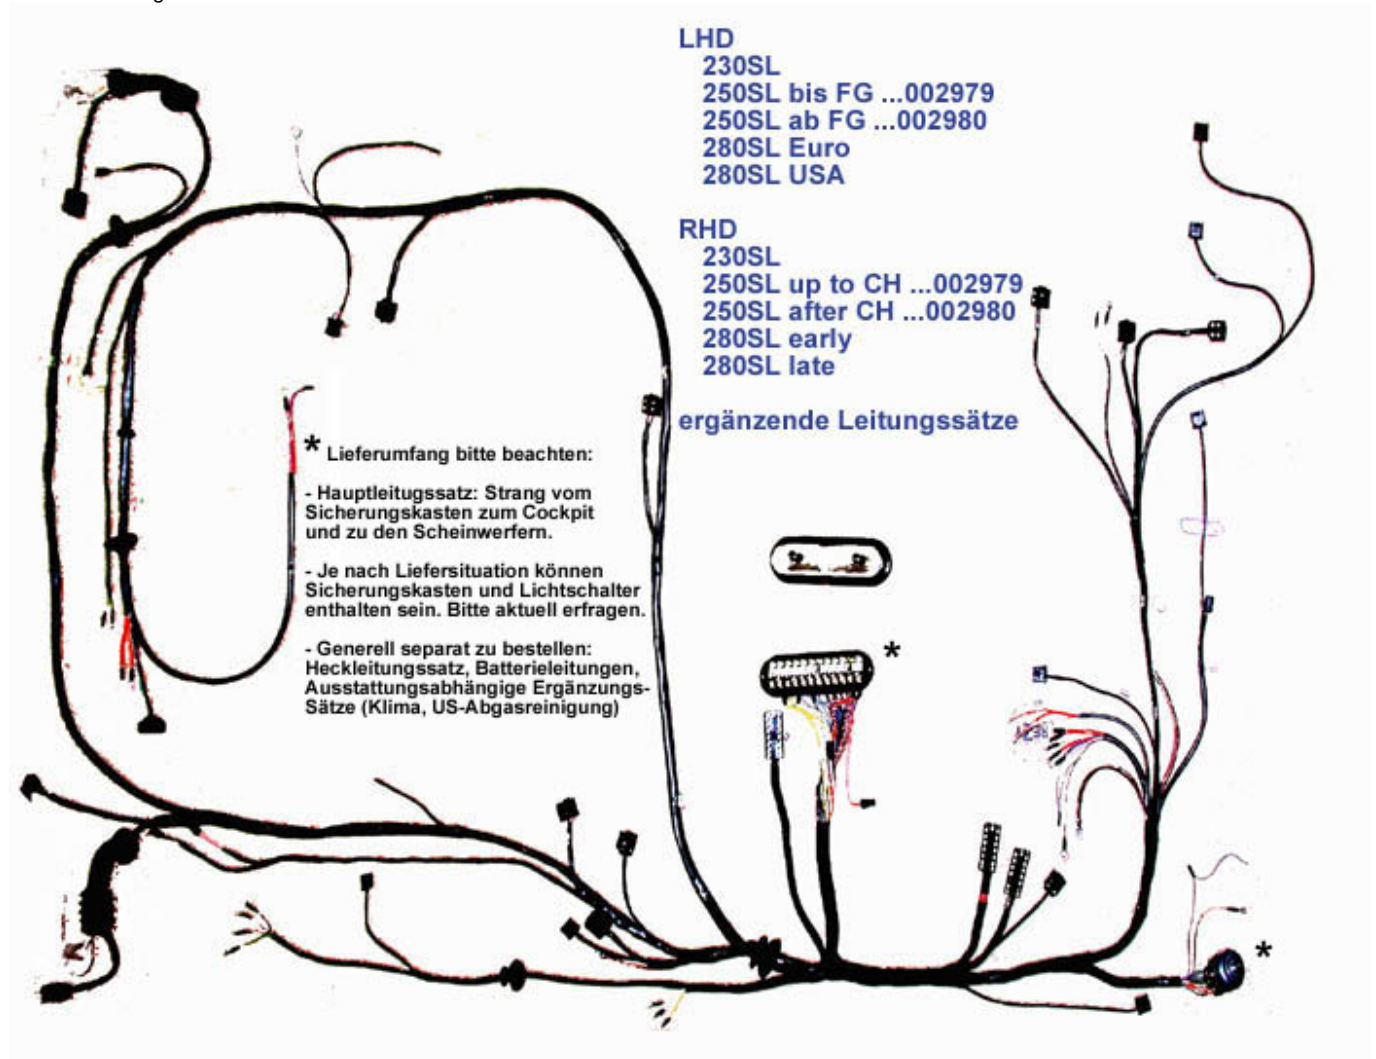 LHD
230SL
250SL bis FG ...002979
250SL ab FG ...002980
280SL Euro
280SL USA
RHD
230SL
250SL up to CH ...002979
250SL after CH ...002980
280SL early
280SL late
ergänzende Leitungssätze
* Lieferumfang bitte beachten:
- Hauptleitugssatz: Strang vom
Sicherungskasten zum Cockpit
und zu den Scheinwerfern.
- Je nach Liefersituation können
Sicherungskasten und Lichtschalter
enthalten sein. Bitte aktuell erfragen.
- Generell separat zu bestellen:
Heckleitungssatz, Batterieleitungen,
Ausstattungsabhängige Ergänzungs-
Sätze (Klima, US-Abgasreinigung)
*
*